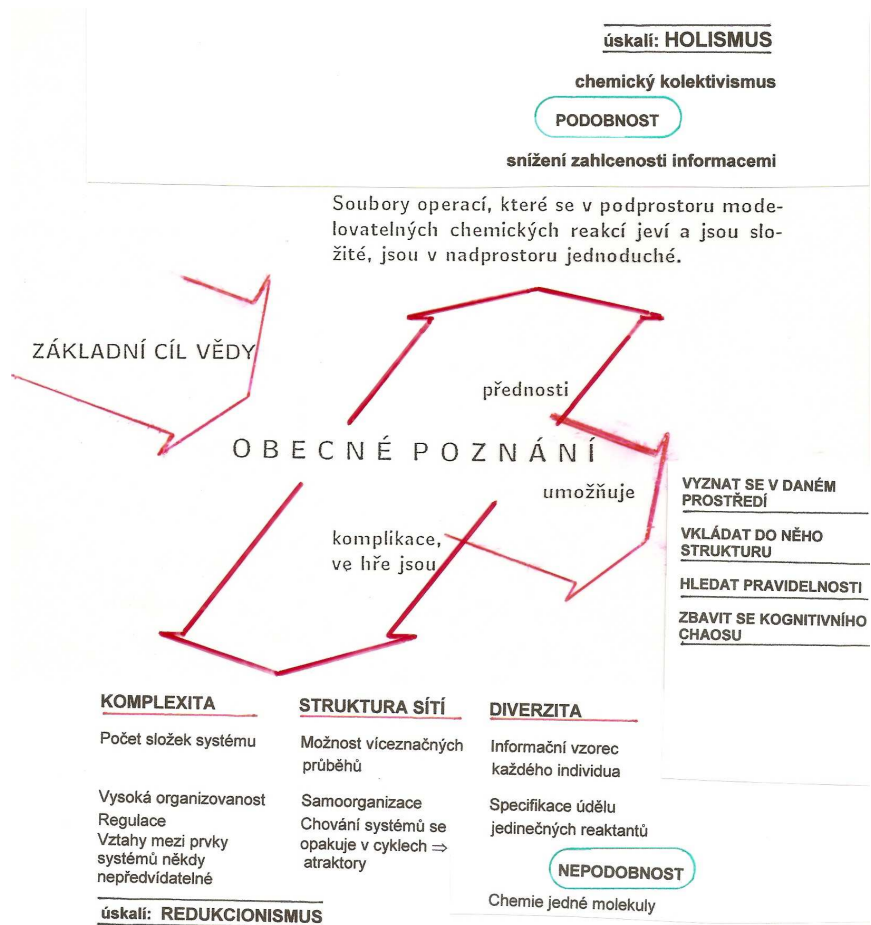 úskalí: HOLISMUS
chemický kolektivismus
PODOBNOST
snížení zahlcenosti informacemi
Soubory operací, které se v podprostoru mode-
lovatelných chemických reakcí jeví a jsou slo-
žité, jsou v nadprostoru jednoduché.
ZÁKLADNÍ CÍL VĚDY
přednosti
OBECNÉ POZNÁNÍ
umožňuje
komplikace,
ve hře jsou
VYZNAT SE V DANÉM
PROSTŘEDÍ
VKLÁDAT DO NĚHO
STRUKTURU
HLEDAT PRAVIDELNOSTI
ZBAVIT SE KOGNITIVNÍHO
CHAOSU
KOMPLEXITA
Počet složek systému
Vysoká organizovanost
Regulace
Vztahy mezi prvky
systémů někdy
nepředvídatelné
úskalí: REDUKCIONISMUS
STRUKTURA SÍTÍ
Možnost víceznačných
průběhů
Samoorganizace
Chování systémů se
opakuje v cyklech ⇒
atraktory
DIVERZITA
Informační vzorec
každého individua
Specifikace údělu
jedinečných reaktantů
NEPODOBNOST
Chemie jedné molekuly